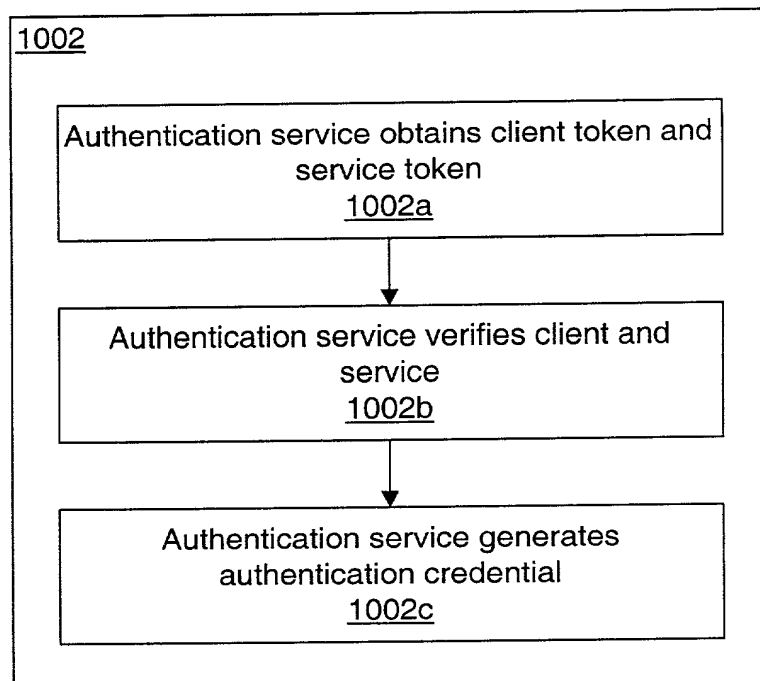 1002
Authentication service obtains client token and
service token
1002a
Authentication service verifies client and
service
1002b
Authentication service generates
authentication credential
1002c